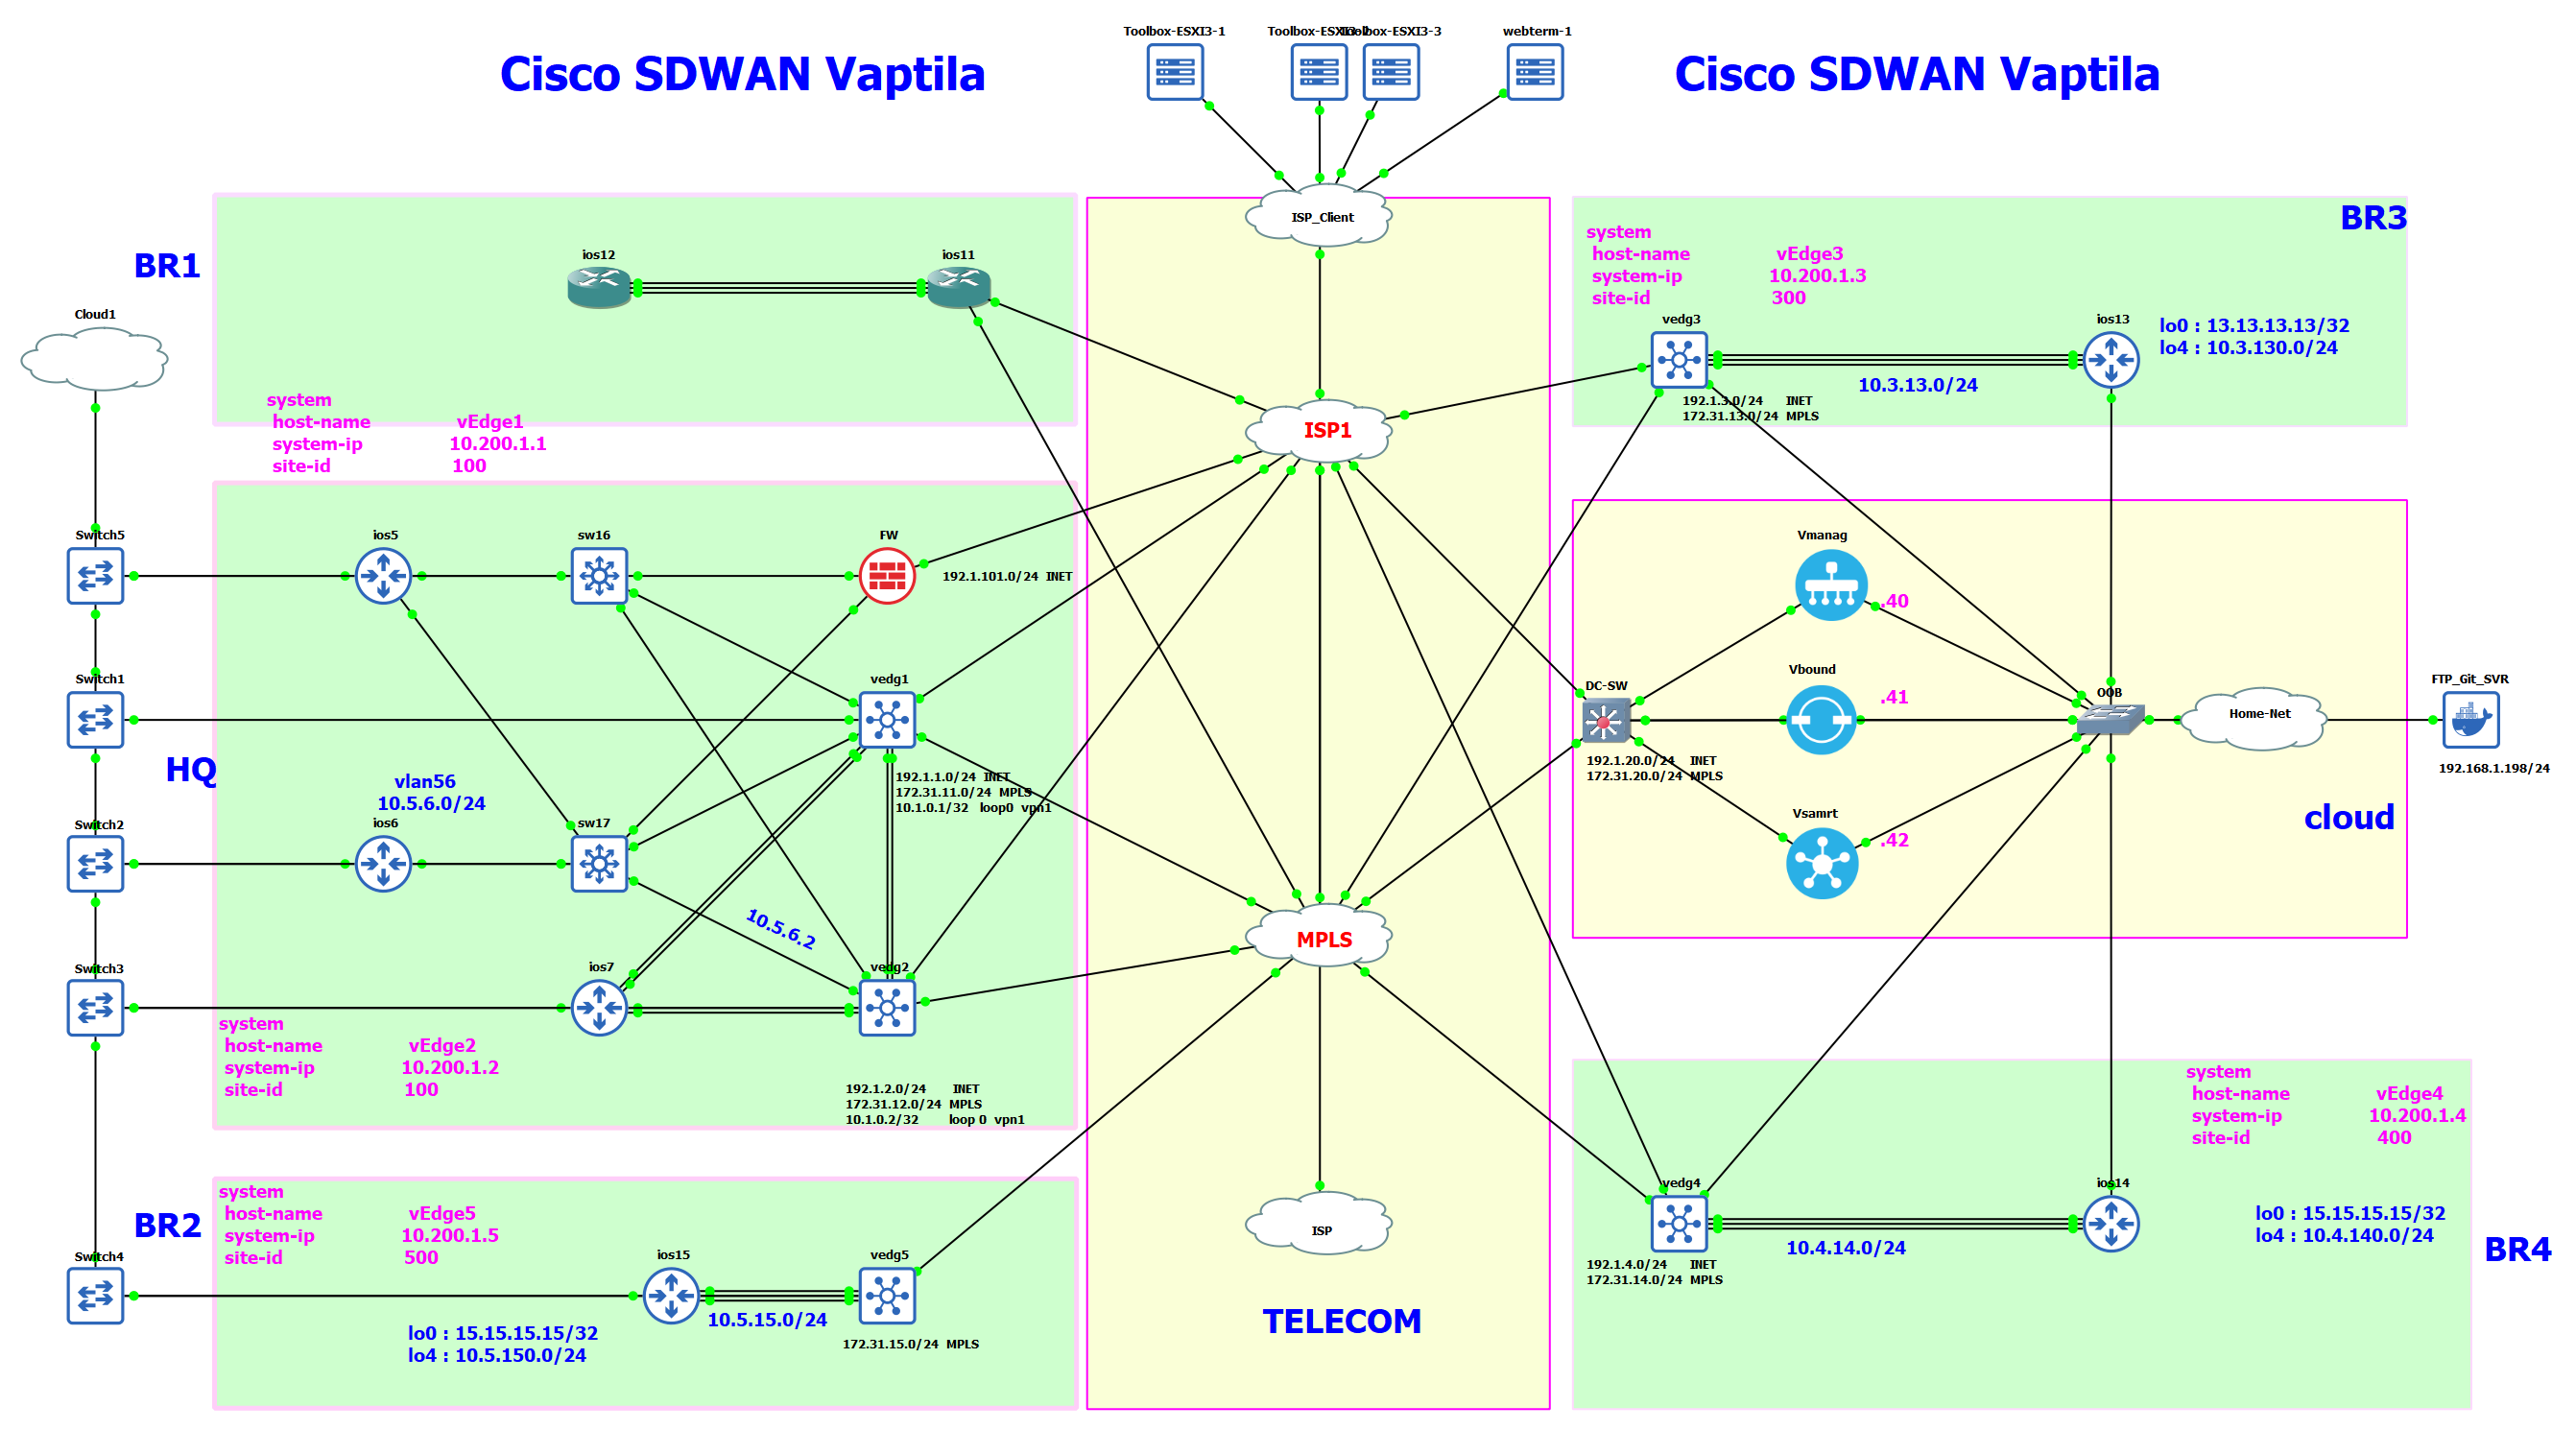 Cisco SDWAN Vaptila
Cisco SDWAN Vaptila
Toolbox-ESXI3-1
Toolbox-ESXI3-2
Toolbox-ESXI3-3
webterm-1
ISP_Client
BR1
ios12
ios11
Cloud1
system
host-name vEdge1
system-ip 10.200.1.1
site-id 100
ISP1
BR3
system
host-name vEdge3
system-ip 10.200.1.3
site-id 300
vedg3
ios13
lo0 : 13.13.13.13/32
lo4 : 10.3.130.0/24
10.3.13.0/24
192.1.3.0/24 INET
172.31.13.0/24 MPLS
Switch5
ios5
sw16
FW
192.1.101.0/24 INET
Switch1
vedg1
HQ
192.1.1.0/24 INET
172.31.11.0/24 MPLS
10.1.0.1/32 loop0 vpn1
vlan56
10.5.6.0/24
Switch2
ios6
sw17
10.5.6.2
Switch3
ios7
vedg2
system
host-name vEdge2
system-ip 10.200.1.2
site-id 100
192.1.2.0/24 INET
172.31.12.0/24 MPLS
10.1.0.2/32 loop 0 vpn1
MPLS
Vmanag
.40
Vbound
.41
DC-SW
192.1.20.0/24 INET
172.31.20.0/24 MPLS
Vsamrt
.42
OOB
Home-Net
FTP_Git_SVR
192.168.1.198/24
cloud
BR2
system
host-name vEdge5
system-ip 10.200.1.5
site-id 500
Switch4
ios15
vedg5
10.5.15.0/24
lo0 : 15.15.15.15/32
lo4 : 10.5.150.0/24
172.31.15.0/24 MPLS
ISP
TELECOM
system
host-name vEdge4
system-ip 10.200.1.4
site-id 400
vedg4
ios14
10.4.14.0/24
192.1.4.0/24 INET
172.31.14.0/24 MPLS
lo0 : 15.15.15.15/32
lo4 : 10.4.140.0/24
BR4